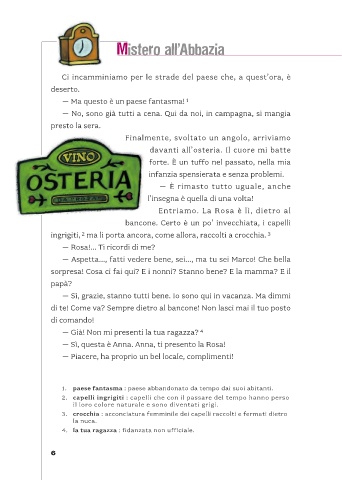 Mistero all'Abbazia
Ci incamminiamo per le strade del paese che, a quest'ora, è
deserto.
— Ma questo è un paese fantasma! 1
— No, sono già tutti a cena. Qui da noi, in campagna, si mangia
presto la sera.
Finalmente, svoltato un angolo, arriviamo
davanti all'osteria. Il cuore mi batte
forte. È un tuffo nel passato, nella mia
infanzia spensierata e senza problemi.
— È rimasto tutto uguale, anche
l'insegna è quella di una volta!
VINO
OSTERIA
Entriamo. La Rosa è lì, dietro al
bancone. Certo è un po' invecchiata, i capelli
ingrigiti, 2 ma li porta ancora, come allora, raccolti a crocchia. 3
— Rosa!... Ti ricordi di me?
— Aspetta..., fatti vedere bene, sei..., ma tu sei Marco! Che bella
sorpresa! Cosa ci fai qui? E i nonni? Stanno bene? E la mamma? E il
papà?
— Sì, grazie, stanno tutti bene. Io sono qui in vacanza. Ma dimmi
di te! Come va? Sempre dietro al bancone! Non lasci mai il tuo posto
di comando!
— Già! Non mi presenti la tua ragazza? 4
— Sì, questa è Anna. Anna, ti presento la Rosa!
— Piacere, ha proprio un bel locale, complimenti!
1. paese fantasma : paese abbandonato da tempo dai suoi abitanti.
2. capelli ingrigiti : capelli che con il passare del tempo hanno perso
il loro colore naturale e sono diventati grigi.
3. crocchia : acconciatura femminile dei capelli raccolti e fermati dietro
la nuca.
4. la tua ragazza : fidanzata non ufficiale.
6